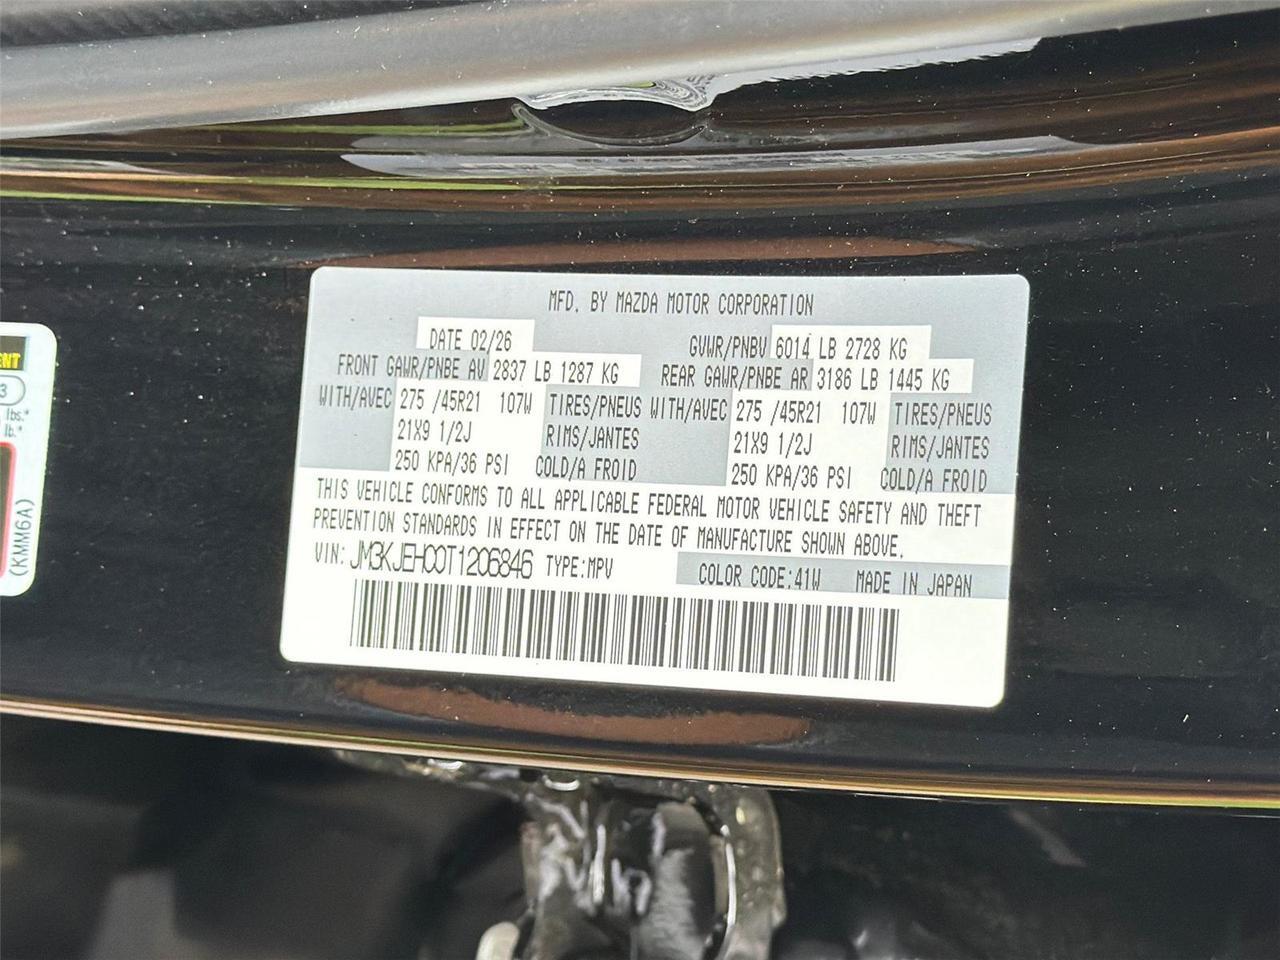 MFD. BY MAZDA MOTOR CORPORATION
DATE 02/26 GVWR/PNBV 6014 LB 2728 KG
FRONT GAWR/PNBE AV 2837 LB 1287 KG REAR GAWR/PNBE AR 3186 LB 1445 KG
WITH/AVEC 275 /45R21 107W TIRES/PNEUS WITH/AVEC 275 /45R21 107W TIRES/PNEUS
21X9 1/2J RIMS/JANTES 21X9 1/2J RIMS/JANTES
250 KPA/36 PSI COLD/A FROID 250 KPA/36 PSI COLD/A FROID
THIS VEHICLE CONFORMS TO ALL APPLICABLE FEDERAL MOTOR VEHICLE SAFETY AND THEFT
PREVENTION STANDARDS IN EFFECT ON THE DATE OF MANUFACTURE SHOWN ABOVE.
VIN: JM3KJEHC0T1206846 TYPE:MPV COLOR CODE:41W MADE IN JAPAN
3
lbs.*
lb.*
(KMM6A)